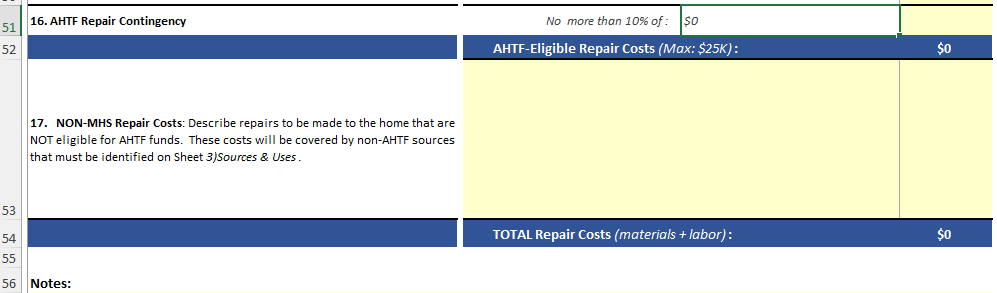 51 16. AHTF Repair Contingency No more than 10% of : $0
52 AHTF-Eligible Repair Costs (Max: $25K) : $0
17. NON-MHS Repair Costs: Describe repairs to be made to the home that are
NOT eligible for AHTF funds. These costs will be covered by non-AHTF sources
that must be identified on Sheet 3)Sources & Uses .
53
54 TOTAL Repair Costs (materials + labor) : $0
55
56 Notes: